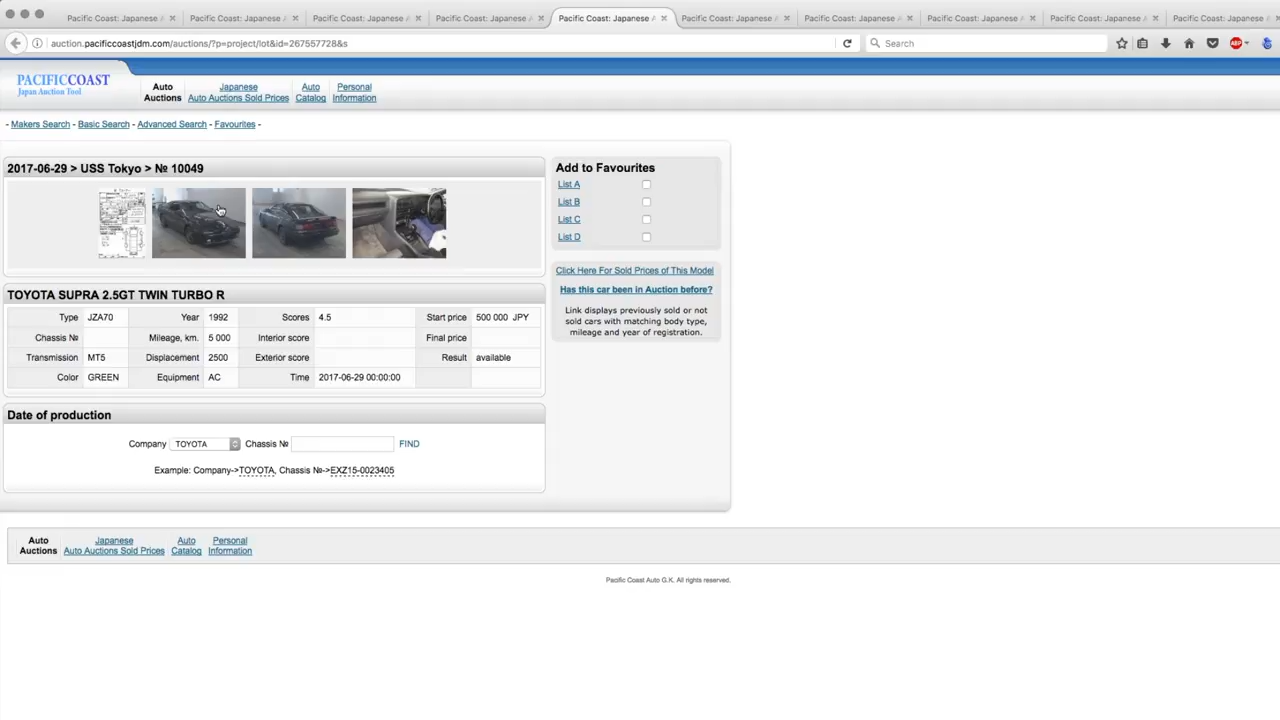 Pacific Coast: Japanese A
Pacific Coast: Japanese A
Pacific Coast: Japanese A
Pacific Coast: Japanese A
Pacific Coast: Japanese A
Pacific Coast: Japanese A
Pacific Coast: Japanese A
Pacific Coast: Japanese A
Pacific Coast: Japanese A
Pacific Coast: Japanese A
auction.pacificcoastjdm.com/auctions/?p=project/lot&id=267557728&s
Search
ABP
PACIFICCOAST
Japan Auction Tool
Auto Auctions
Japanese Auto Auctions Sold Prices
Auto Catalog
Personal Information
- Makers Search - Basic Search - Advanced Search - Favourites -
2017-06-29 > USS Tokyo > № 10049
Add to Favourites
List A
List B
List C
List D
Click Here For Sold Prices of This Model
Has this car been in Auction before?
Link displays previously sold or not
sold cars with matching body type,
mileage and year of registration.
TOYOTA SUPRA 2.5GT TWIN TURBO R
Type JZA70 Year 1992 Scores 4.5 Start price 500 000 JPY
Chassis № Mileage, km. 5 000 Interior score Final price
Transmission MT5 Displacement 2500 Exterior score Result available
Color GREEN Equipment AC Time 2017-06-29 00:00:00
Date of production
Company TOYOTA Chassis № FIND
Example: Company->TOYOTA, Chassis №->EXZ15-0023405
Auto Auctions
Japanese Auto Auctions Sold Prices
Auto Catalog
Personal Information
Pacific Coast Auto G.K. All rights reserved.